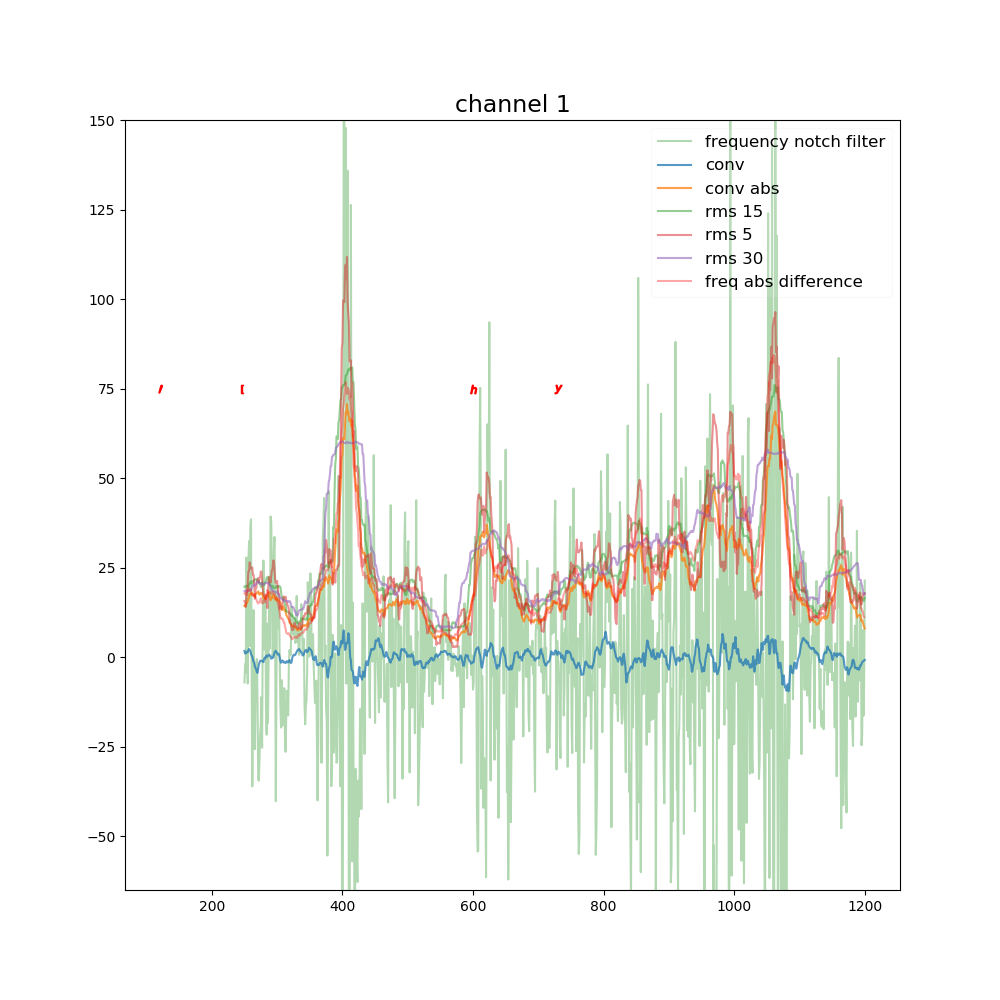 channel 1
150
125
100
75
50
25
0
−25
−50
frequency notch filter
conv
conv abs
rms 15
rms 5
rms 30
freq abs difference
h y
200 400 600 800 1000 1200